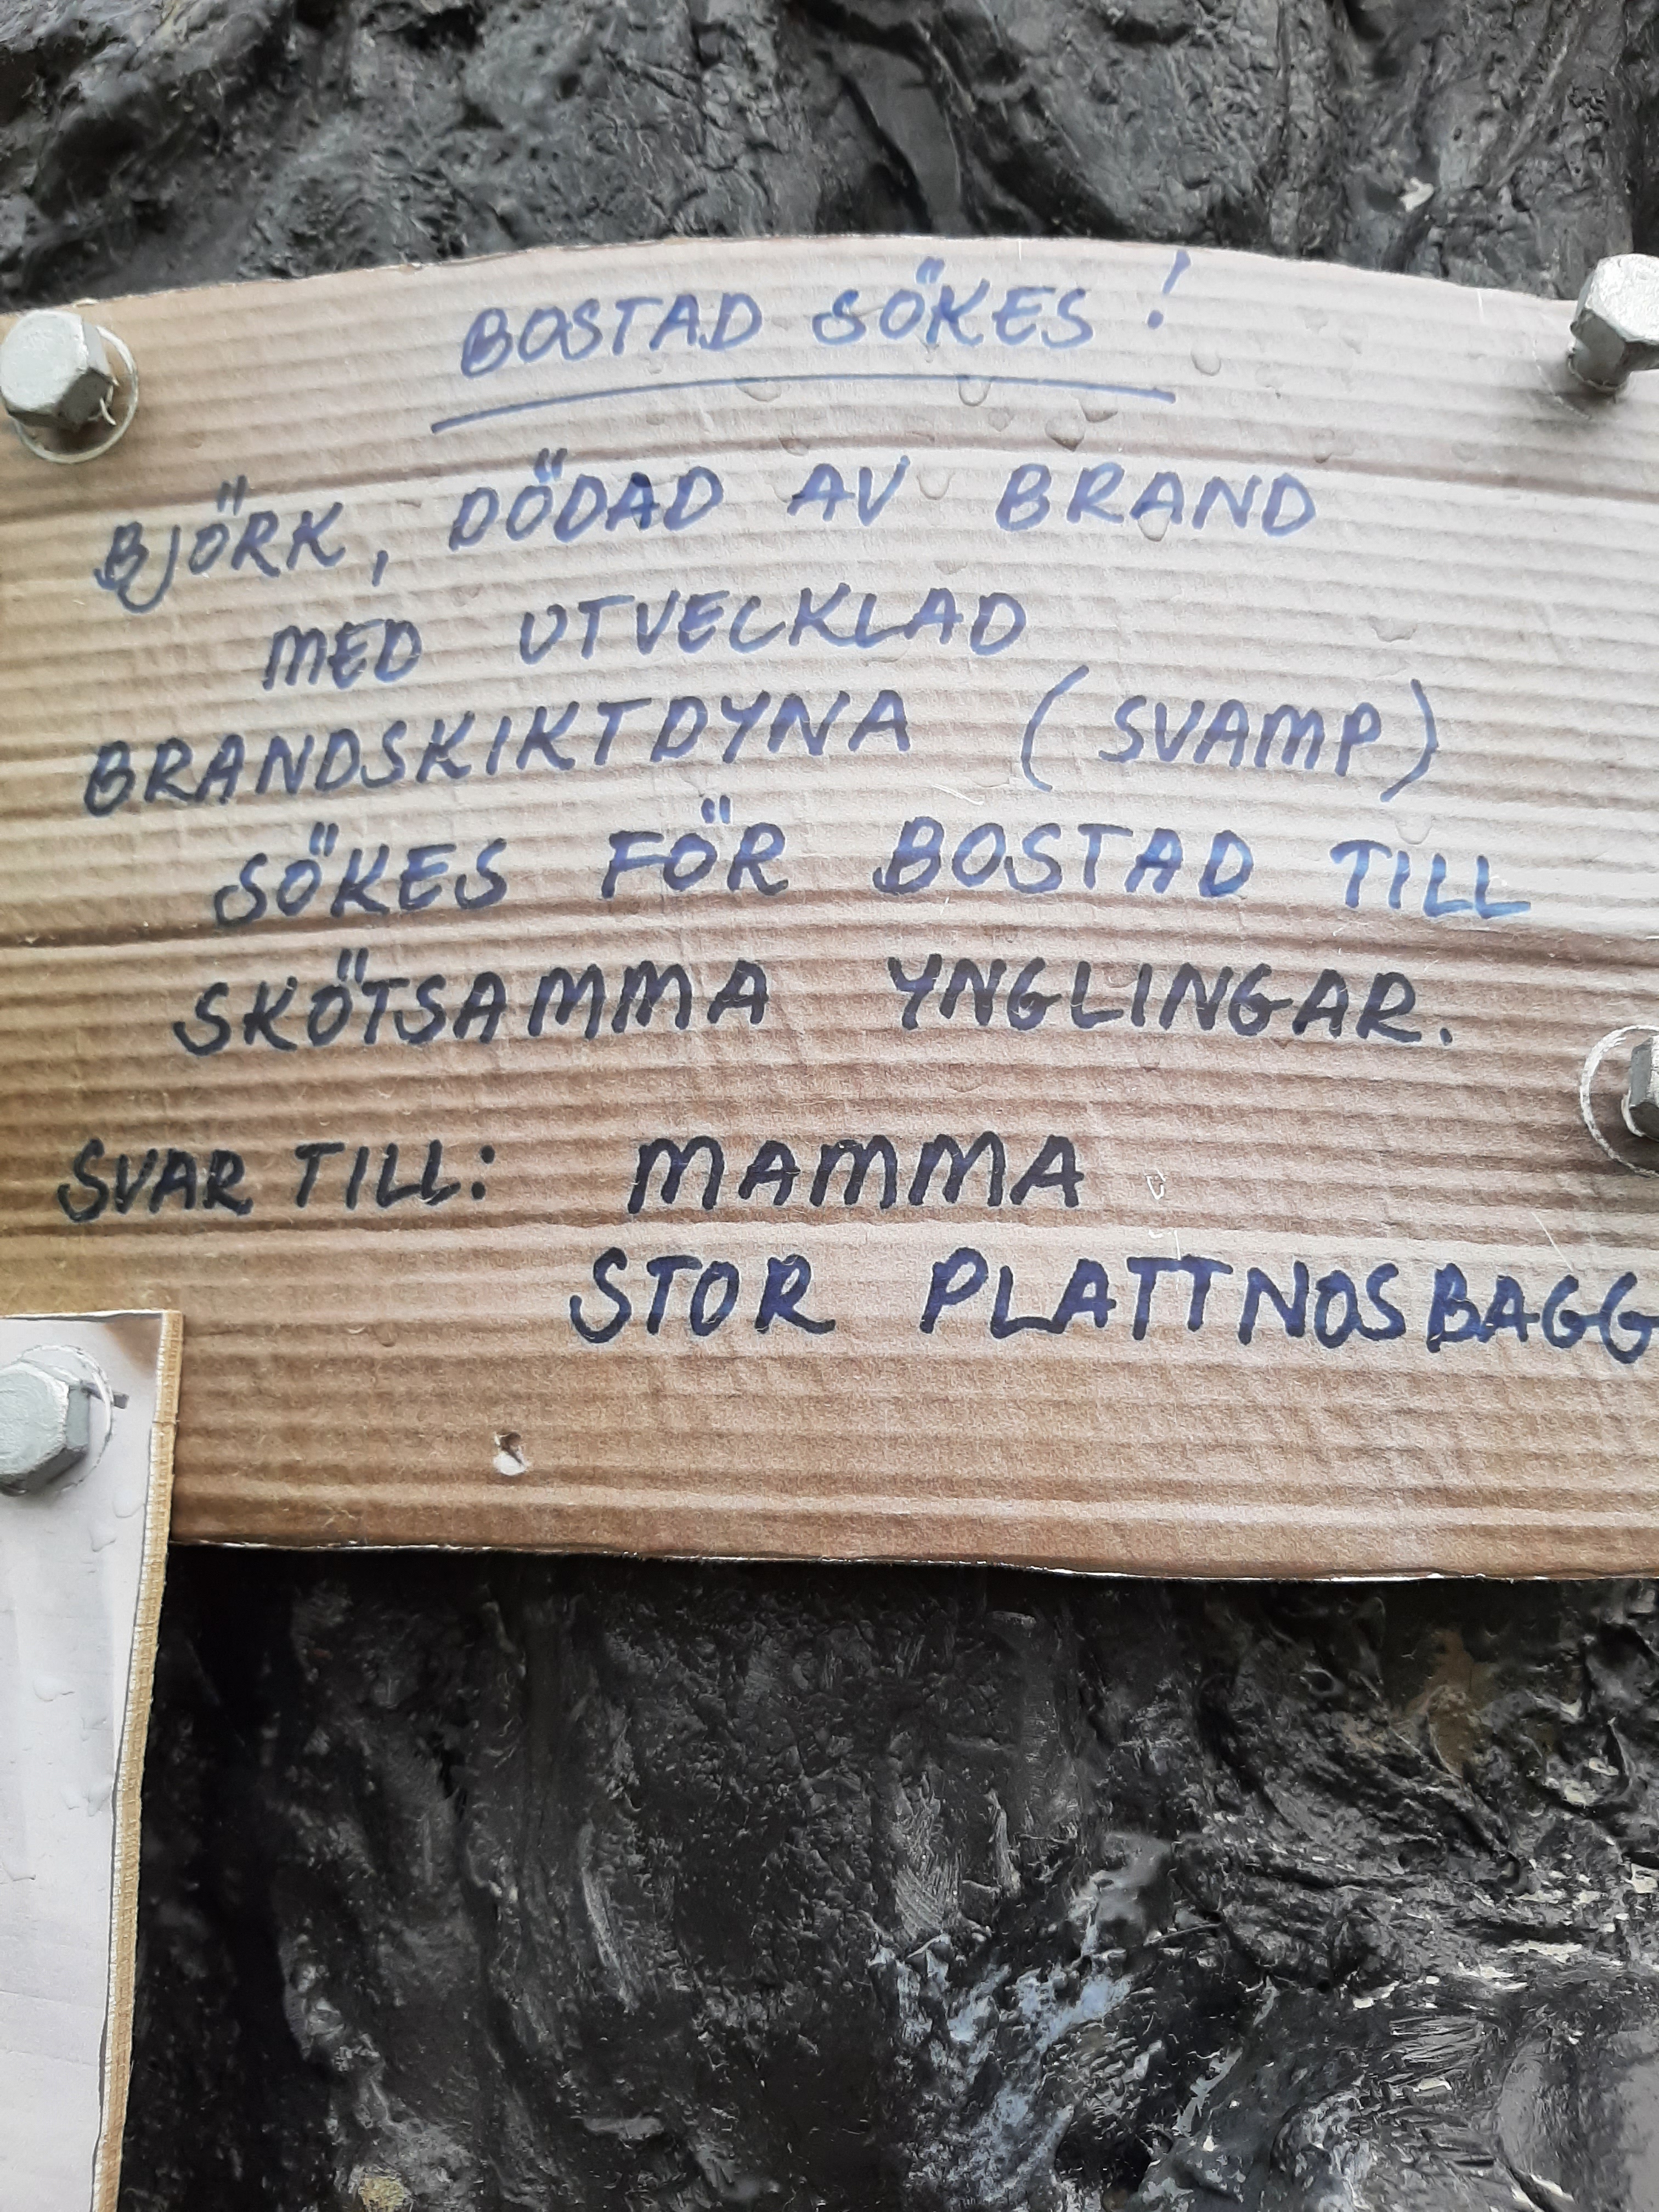 BOSTAD SÖKES!
BJÖRK, DÖDAD AV BRAND
MED UTVECKLAD
BRANDSKIKTDYNA (SVAMP)
SÖKES FÖR BOSTAD TILL
SKÖTSAMMA YNGLINGAR.
SVAR TILL: MAMMA
STOR PLATTNOSBAGG